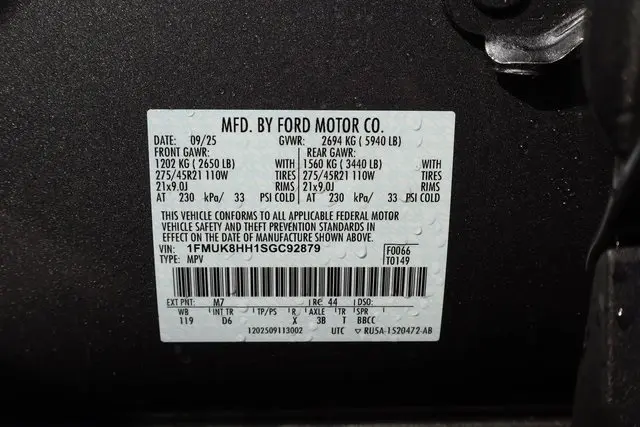 MFD. BY FORD MOTOR CO.
DATE: 09/25 GVWR: 2694 KG ( 5940 LB)
FRONT GAWR: REAR GAWR:
1202 KG ( 2650 LB) WITH 1560 KG ( 3440 LB) WITH
275/45R21 110W TIRES 275/45R21 110W TIRES
21x9.0J RIMS 21x9.0J RIMS
AT 230 kPa/ 33 PSI COLD AT 230 kPa/ 33 PSI COLD
THIS VEHICLE CONFORMS TO ALL APPLICABLE FEDERAL MOTOR
VEHICLE SAFETY AND THEFT PREVENTION STANDARDS IN
EFFECT ON THE DATE OF MANUFACTURE SHOWN ABOVE.
VIN: 1FMUK8HH1SGC92879 F0066
TYPE: MPV T0149
EXT PNT: M7 RC: 44 DSO:
WB INT TR TP/PS R AXLE TR SPR
119 D6 X 3B T BBCC
1202509113002 UTC ▽ RU5A-1520472-AB